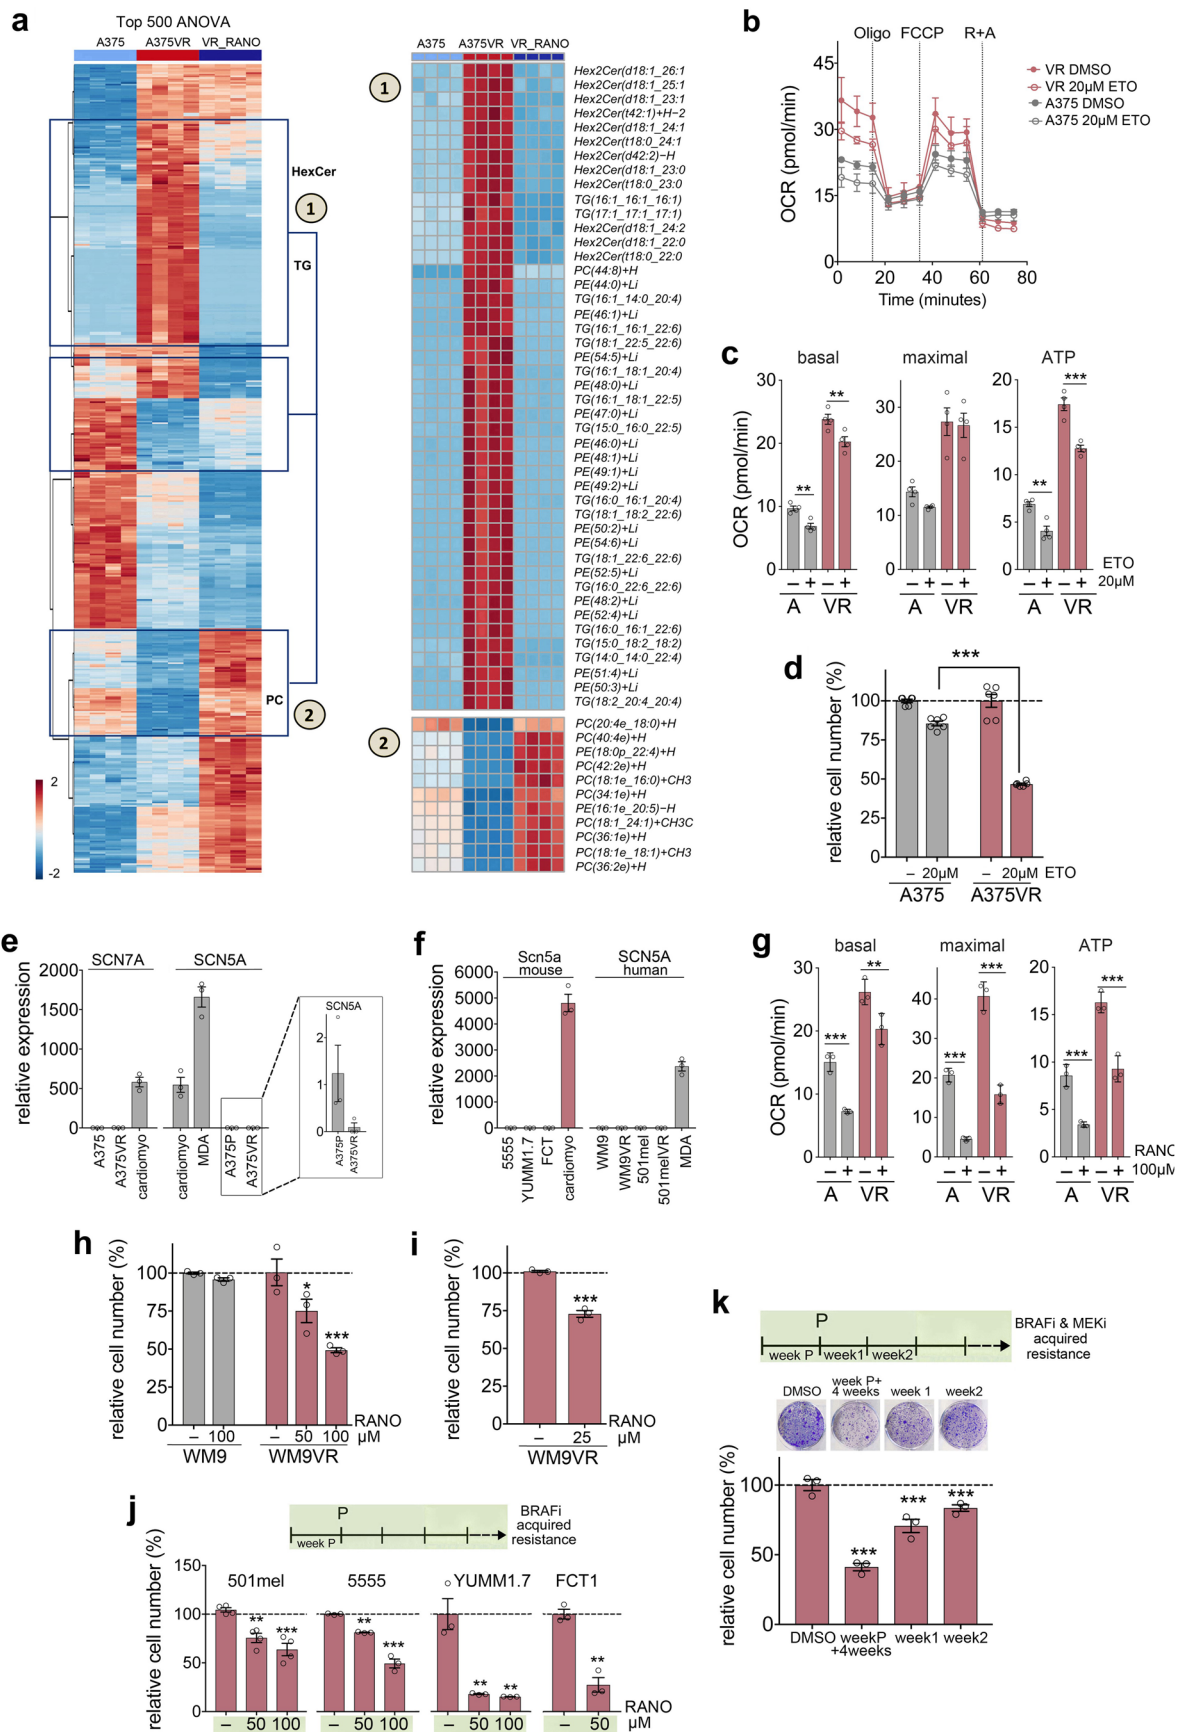 a
Top 500 ANOVA
A375 A375VR VR_RANO
HexCer
1
TG
PC
2
2
-2
A375 A375VR VR_RANO
1
Hex2Cer(d18:1_26:1
Hex2Cer(d18:1_25:1
Hex2Cer(d18:1_23:1
Hex2Cer(t42:1)+H−2
Hex2Cer(d18:1_24:1
Hex2Cer(t18:0_24:1
Hex2Cer(d42:2)−H
Hex2Cer(d18:1_23:0
Hex2Cer(t18:0_23:0
TG(16:1_16:1_16:1)
TG(17:1_17:1_17:1)
Hex2Cer(d18:1_24:2
Hex2Cer(d18:1_22:0
Hex2Cer(t18:0_22:0
PC(44:8)+H
PE(44:0)+Li
TG(16:1_14:0_20:4)
PE(46:1)+Li
TG(16:1_16:1_22:6)
TG(18:1_22:5_22:6)
PE(54:5)+Li
TG(16:1_18:1_20:4)
PE(48:0)+Li
TG(16:1_18:1_22:5)
PE(47:0)+Li
TG(15:0_16:0_22:5)
PE(46:0)+Li
PE(48:1)+Li
PE(49:1)+Li
PE(49:2)+Li
TG(16:0_16:1_20:4)
TG(18:1_18:2_22:6)
PE(50:2)+Li
PE(54:6)+Li
TG(18:1_22:6_22:6)
PE(52:5)+Li
TG(16:0_22:6_22:6)
PE(48:2)+Li
PE(52:4)+Li
TG(16:0_16:1_22:6)
TG(15:0_18:2_18:2)
TG(14:0_14:0_22:4)
PE(51:4)+Li
PE(50:3)+Li
TG(18:2_20:4_20:4)
2
PC(20:4e_18:0)+H
PC(40:4e)+H
PE(18:0p_22:4)+H
PC(42:2e)+H
PC(18:1e_16:0)+CH3
PC(34:1e)+H
PE(16:1e_20:5)−H
PC(18:1_24:1)+CH3C
PC(36:1e)+H
PC(18:1e_18:1)+CH3
PC(36:2e)+H
b
Oligo FCCP R+A
OCR (pmol/min)
45
30
15
0
0 20 40 60 80
Time (minutes)
VR DMSO
VR 20µM ETO
A375 DMSO
A375 20µM ETO
c
basal maximal ATP
OCR (pmol/min)
30
20
10
0
30
20
10
0
20
15
10
5
0
** **
** ***
− + − + − + − + − + − +
A VR A VR A VR
ETO
20µM
d
relative cell number (%)
100
75
50
25
0
***
− 20µM − 20µM ETO
A375 A375VR
e
SCN7A SCN5A
relative expression
2000
1500
1000
500
0
A375
A375VR
cardiomyo
cardiomyo
MDA
A375P
A375VR
SCN5A
2
1
0
A375P
A375VR
f
Scn5a
mouse
SCN5A
human
relative expression
6000
5000
4000
3000
2000
1000
0
5555
YUMM1.7
FCT
cardiomyo
WM9
WM9VR
501mel
501melVR
MDA
g
basal maximal ATP
OCR (pmol/min)
30
20
10
0
40
30
20
10
0
20
15
10
5
0
*** **
*** ***
*** ***
− + − + − + − + − + − +
A VR A VR A VR
RANO
100µM
h
relative cell number (%)
100
75
50
25
0
* ***
− 100 − 50 100
RANO
µM
WM9 WM9VR
i
relative cell number (%)
100
75
50
25
0
***
− 25
RANO
µM
WM9VR
j
P
week P
BRAFi
acquired
resistance
relative cell number (%)
150
100
50
0
501mel 5555 YUMM1.7 FCT1
** *** ** *** ** ** **
− 50 100 − 50 100 − 50 100 − 50
RANO
µM
k
P
week P week1 week2
BRAFi & MEKi
acquired
resistance
DMSO week P+
4 weeks week 1 week2
relative cell number (%)
100
50
0
*** *** ***
DMSO weekP
+4weeks week1 week2